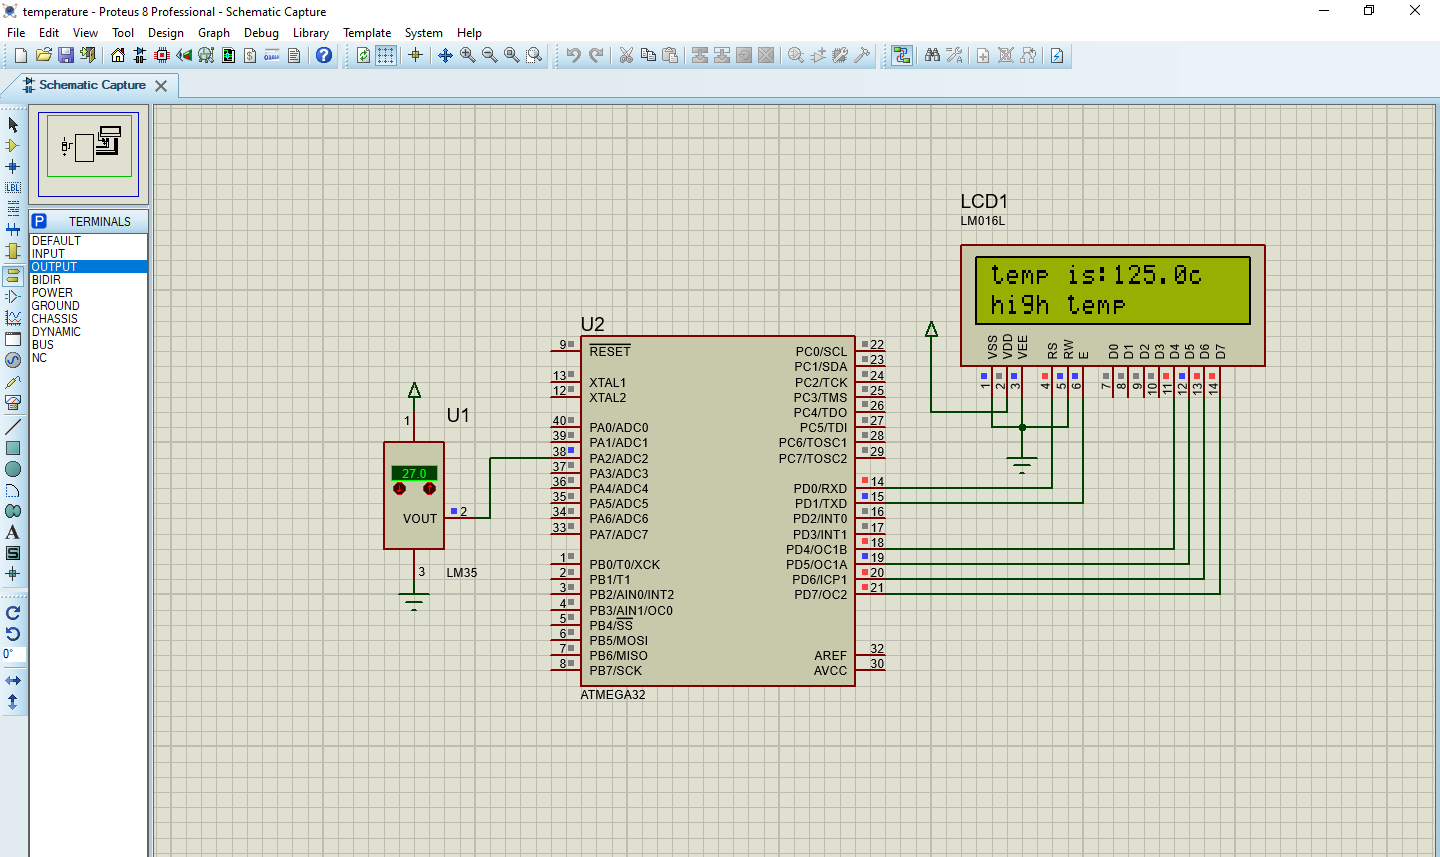 temperature - Proteus 8 Professional - Schematic Capture
File Edit View Tool Design Graph Debug Library Template System Help
Schematic Capture
P TERMINALS
DEFAULT
INPUT
OUTPUT
BIDIR
POWER
GROUND
CHASSIS
DYNAMIC
BUS
NC
LBL
A
S
0°
LCD1
LM016L
temp is:125.0c
high temp
VSS VDD VEE RS RW E D0 D1 D2 D3 D4 D5 D6 D7
1 2 3 4 5 6 7 8 9 10 11 12 13 14
U1
1
27.0
VOUT 2
3
LM35
U2
9 RESET
13 XTAL1
12 XTAL2
40 PA0/ADC0
39 PA1/ADC1
38 PA2/ADC2
37 PA3/ADC3
36 PA4/ADC4
35 PA5/ADC5
34 PA6/ADC6
33 PA7/ADC7
1 PB0/T0/XCK
2 PB1/T1
3 PB2/AIN0/INT2
4 PB3/AIN1/OC0
5 PB4/SS
6 PB5/MOSI
7 PB6/MISO
8 PB7/SCK
PC0/SCL 22
PC1/SDA 23
PC2/TCK 24
PC3/TMS 25
PC4/TDO 26
PC5/TDI 27
PC6/TOSC1 28
PC7/TOSC2 29
PD0/RXD 14
PD1/TXD 15
PD2/INT0 16
PD3/INT1 17
PD4/OC1B 18
PD5/OC1A 19
PD6/ICP1 20
PD7/OC2 21
AREF 32
AVCC 30
ATMEGA32